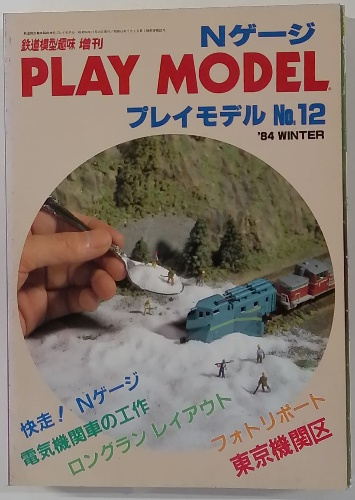 鉄道模型趣味 増刊
Nゲージ
PLAY MODEL
プレイモデル No.12
'84 WINTER
快走! Nゲージ
電気機関車の工作
ロングランレイアウト
フォトリポート
東京機関区